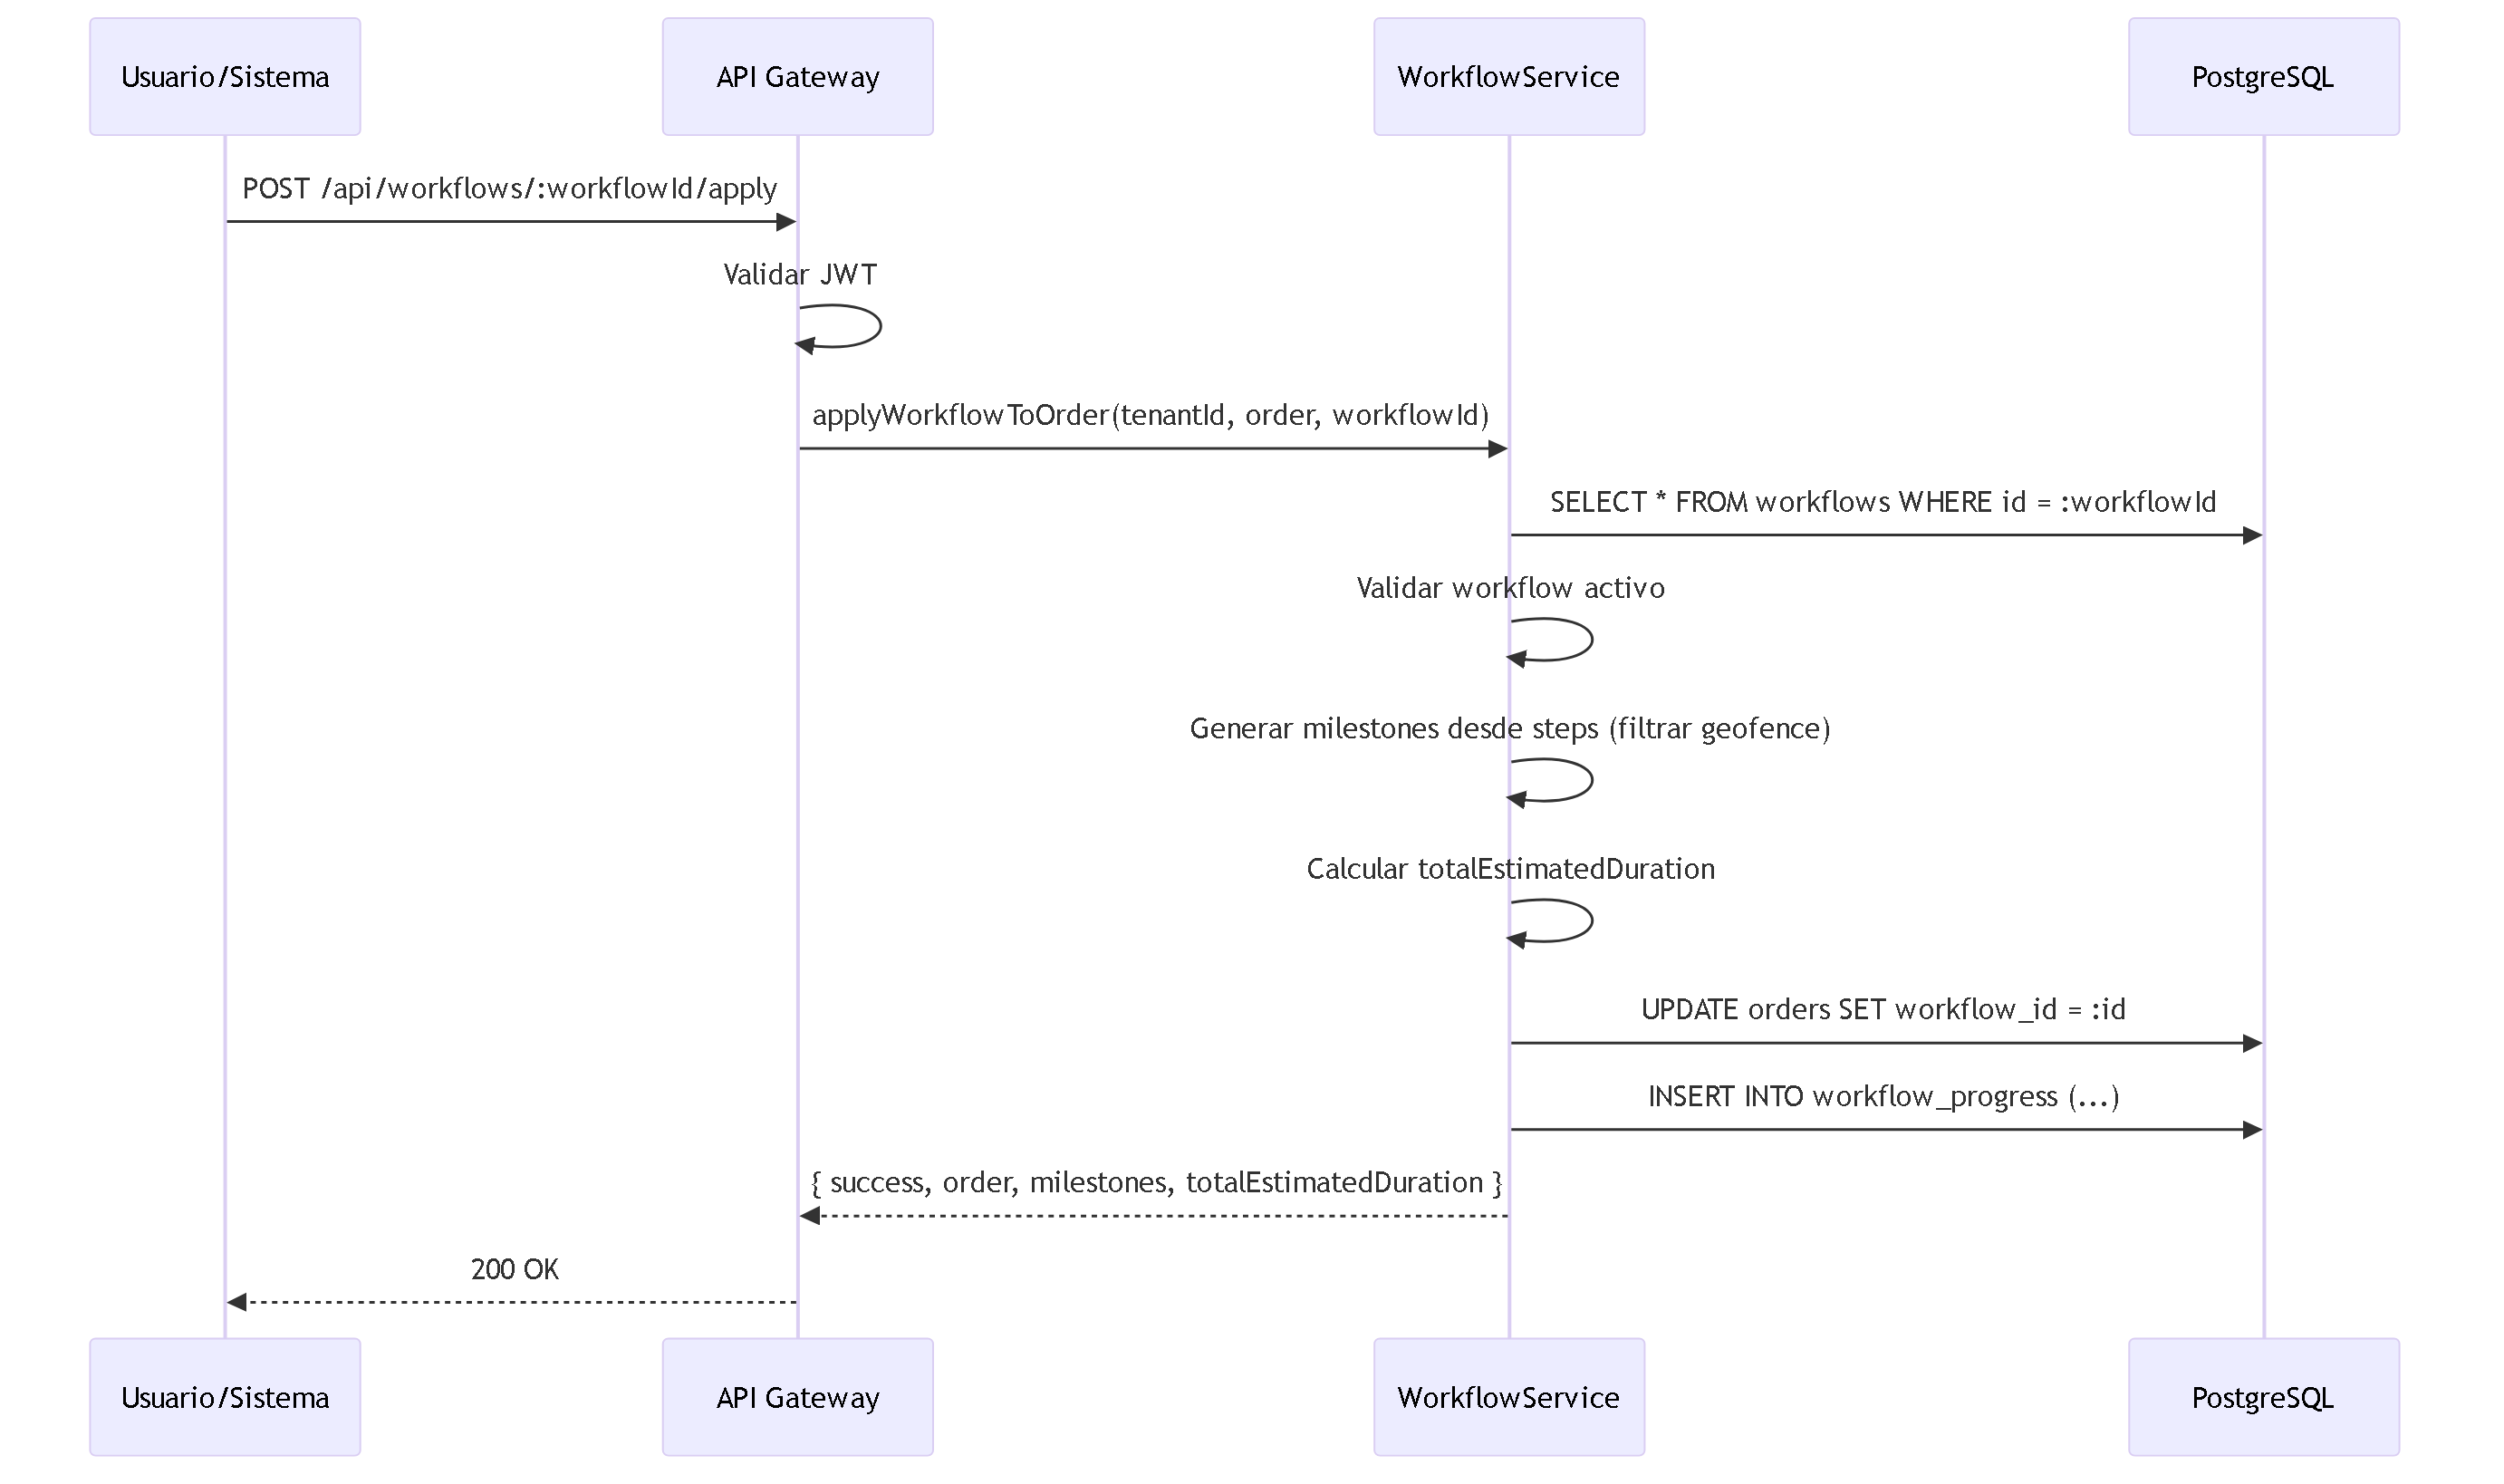 Usuario/Sistema
API Gateway
WorkflowService
PostgreSQL
POST /api/workflows/:workflowId/apply
Validar JWT
applyWorkflowToOrder(tenantId, order, workflowId)
SELECT * FROM workflows WHERE id = :workflowId
Validar workflow activo
Generar milestones desde steps (filtrar geofence)
Calcular totalEstimatedDuration
UPDATE orders SET workflow_id = :id
INSERT INTO workflow_progress (...)
{ success, order, milestones, totalEstimatedDuration }
200 OK
Usuario/Sistema
API Gateway
WorkflowService
PostgreSQL